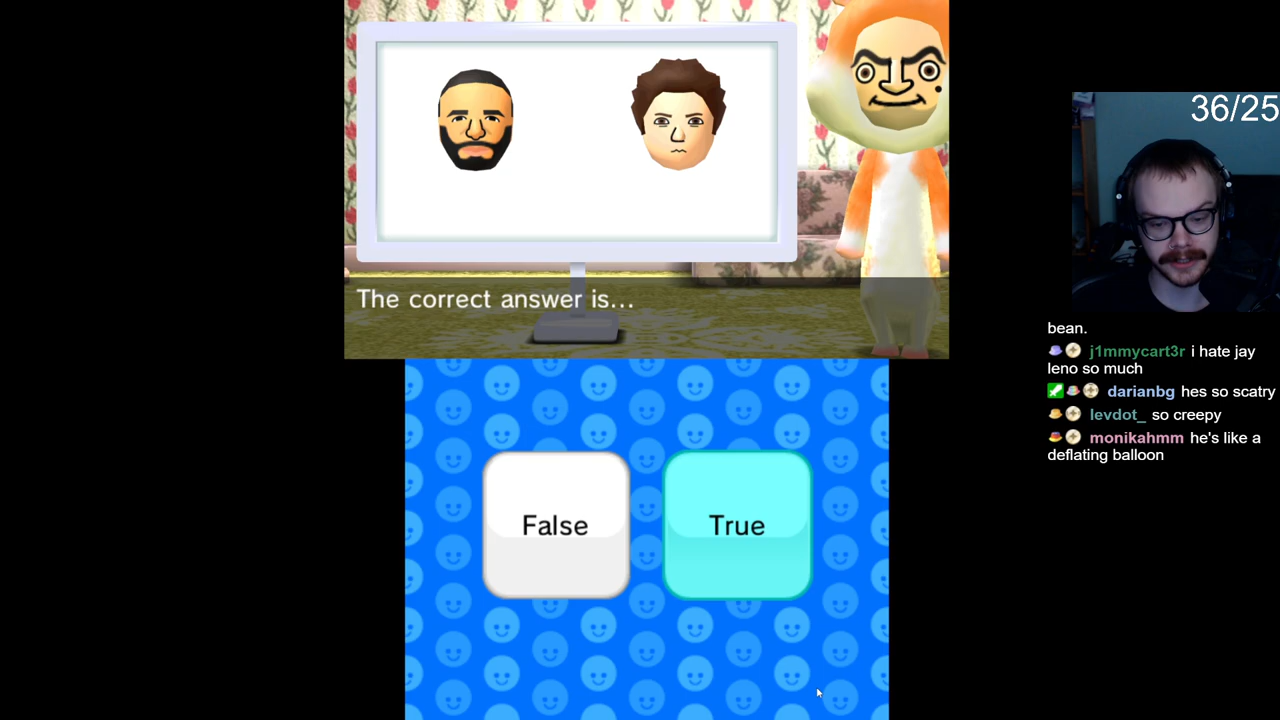 36/25
The correct answer is...
False
True
bean.
j1mmycart3r i hate jay
leno so much
darianbg hes so scatry
levdot_ so creepy
monikahmm he's like a
deflating balloon